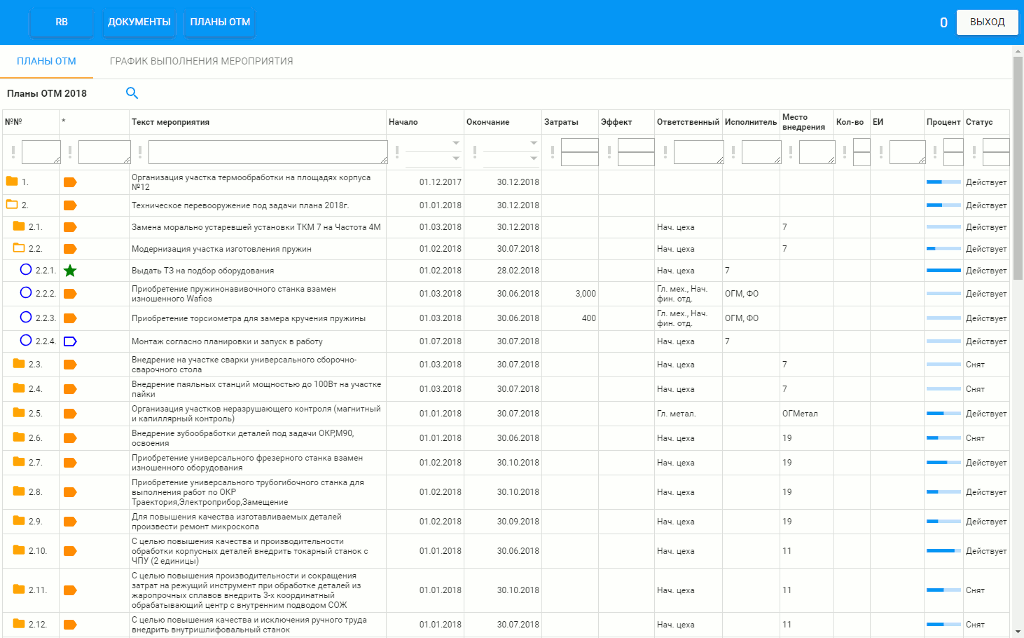 RB ДОКУМЕНТЫ ПЛАНЫ ОТМ 0 ВЫХОД
ПЛАНЫ ОТМ ГРАФИК ВЫПОЛНЕНИЯ МЕРОПРИЯТИЯ
Планы ОТМ 2018
№№ * Текст мероприятия Начало Окончание Затраты Эффект Ответственный Исполнитель Место внедрения Кол-во ЕИ Процент Статус
1. Организация участка термообработки на площадях корпуса 01.12.2017 30.12.2018 Действует
№12
2. Техническое перевооружение под задачи плана 2018г. 01.01.2018 30.12.2018 Действует
2.1. Замена морально устаревшей установки ТКМ 7 на Частота 4М 01.03.2018 30.12.2018 Нач. цеха 7 Действует
2.2. Модернизация участка изготовления пружин 01.02.2018 30.07.2018 Нач. цеха 7 Действует
2.2.1. Выдать ТЗ на подбор оборудования 01.02.2018 28.02.2018 Нач. цеха 7 Действует
2.2.2. Приобретение пружинонавивочного станка взамен 01.03.2018 30.06.2018 3,000 Гл. мех., Нач. ОГМ, ФО Действует
изношенного Wafios фин. отд.
2.2.3. Приобретение торсиометра для замера кручения пружины 01.03.2018 30.06.2018 400 Гл. мех., Нач. ОГМ, ФО Действует
фин. отд.
2.2.4. Монтаж согласно планировки и запуск в работу 01.07.2018 30.07.2018 Нач. цеха 7 Действует
2.3. Внедрение на участке сварки универсального сборочно- 01.03.2018 30.07.2018 Нач. цеха 7 Снят
сварочного стола
2.4. Внедрение паяльных станций мощностью до 100Вт на участке 01.03.2018 30.07.2018 Нач. цеха 7 Снят
пайки
2.5. Организация участков неразрушающего контроля (магнитный 01.01.2018 30.07.2018 Гл. метал. ОГМетал Действует
и капиллярный контроль)
2.6. Внедрение зубообработки деталей под задачи ОКР,М90, 01.01.2018 30.06.2018 Нач. цеха 19 Снят
освоения
2.7. Приобретение универсального фрезерного станка взамен 01.02.2018 30.10.2018 Нач. цеха 19 Действует
изношенного оборудования
2.8. Приобретение универсального трубогибочного станка для 01.02.2018 30.10.2018 Нач. цеха 19 Действует
выполнения работ по ОКР
Траектория,Электроприбор,Замещение
2.9. Для повышения качества изготавливаемых деталей 01.02.2018 30.09.2018 Нач. цеха 19 Действует
произвести ремонт микроскопа
2.10. С целью повышения качества и производительности 01.01.2018 30.06.2018 Нач. цеха 11 Действует
обработки корпусных деталей внедрить токарный станок с
ЧПУ (2 единицы)
2.11. С целью повышения производительности и сокращения 01.01.2018 30.10.2018 Нач. цеха 11 Снят
затрат на режущий инструмент при обработке деталей из
жаропрочных сплавов внедрить 3-х координатный
обрабатывающий центр с внутренним подводом СОЖ
2.12. С целью повышения качества и исключения ручного труда 01.01.2018 30.07.2018 Нач. цеха 11 Снят
внедрить внутришлифовальный станок